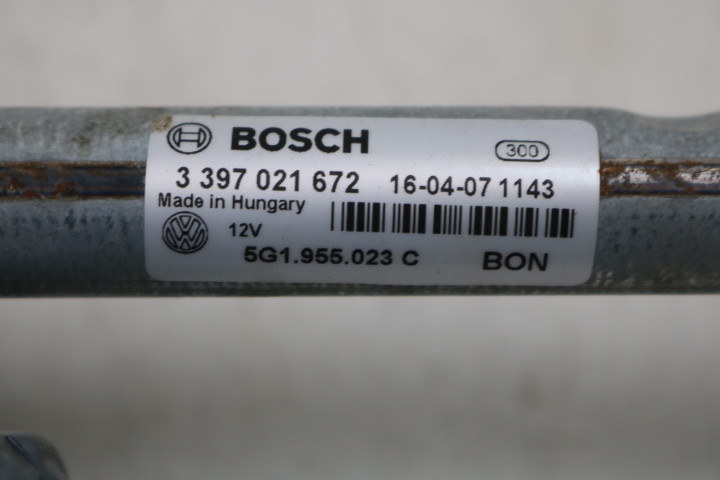 BOSCH 300
3 397 021 672 16-04-07 1143
Made in Hungary
12V
5G1.955.023 C BON